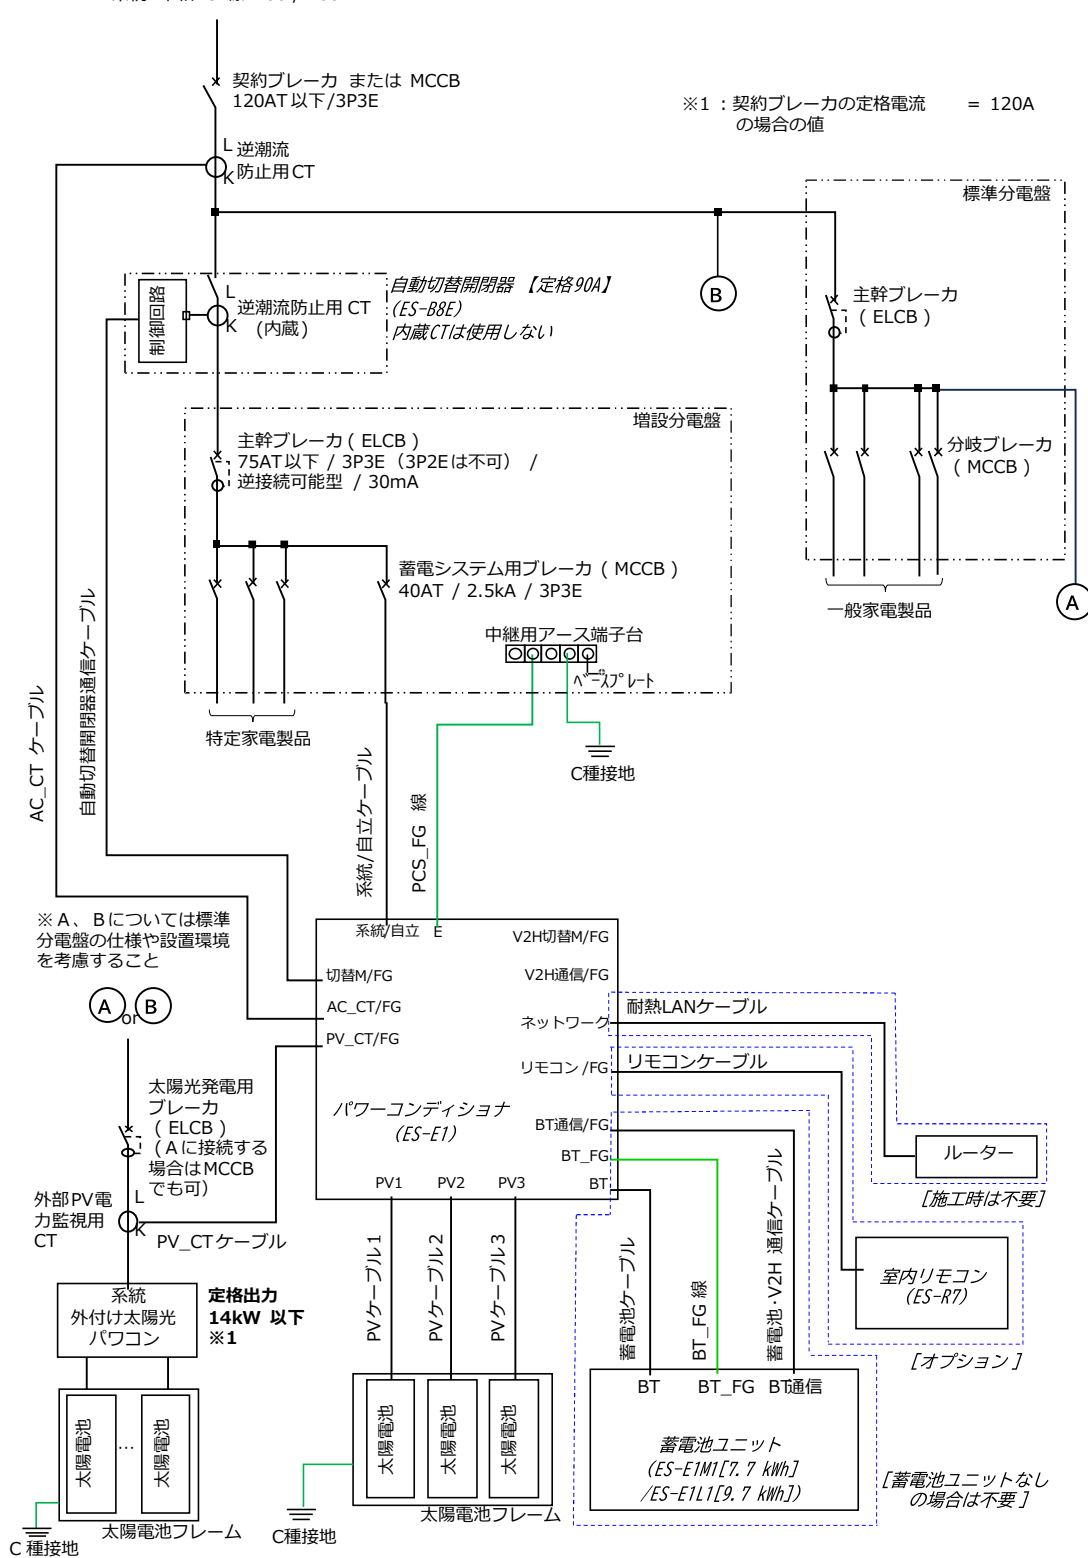 契約ブレーカ または MCCB
120AT以下/3P3E
※1 : 契約ブレーカの定格電流 = 120A
の場合の値
L
逆潮流
K
防止用CT
標準分電盤
自動切替開閉器 【定格90A】
(ES-B8E)
内蔵CTは使用しない
制御回路
L
逆潮流防止用 CT
K
(内蔵)
B
主幹ブレーカ
( ELCB )
増設分電盤
主幹ブレーカ ( ELCB )
75AT以下 / 3P3E (3P2Eは不可) /
逆接続可能型 / 30mA
分岐ブレーカ
( MCCB )
蓄電システム用ブレーカ ( MCCB )
40AT / 2.5kA / 3P3E
A
一般家電製品
中継用アース端子台
ベースプレート
特定家電製品
C種接地
AC_CT ケーブル
自動切替開閉器通信ケーブル
系統/自立ケーブル
PCS_FG 線
※ A 、Bについては標準
分電盤の仕様や設置環境
を考慮すること
系統/自立
E
V2H切替M/FG
切替M/FG
V2H通信/FG
AC_CT/FG
ネットワーク
PV_CT/FG
リモコン /FG
耐熱LANケーブル
リモコンケーブル
A
or
B
パワーコンディショナ
(ES-E1)
BT通信/FG
BT_FG
BT
PV1
PV2
PV3
太陽光発電用
ブレーカ
( ELCB )
( Aに接続する
場合はMCCB
でも可)
外部PV電
力監視用
CT
L
K
PV_CTケーブル
ルーター
[施工時は不要]
PVケーブル1
PVケーブル2
PVケーブル3
蓄電池ケーブル
BT_FG 線
蓄電池・V2H 通信ケーブル
室内リモコン
(ES-R7)
[オプション ]
系統
外付け太陽光
パワコン
定格出力
14kW 以下
※1
太陽電池
…
太陽電池
太陽電池フレーム
C 種接地
太陽電池
太陽電池
太陽電池
太陽電池フレーム
C種接地
BT
BT_FG
BT通信
蓄電池ユニット
(ES-E1M1[7.7 kWh]
/ES-E1L1[9.7 kWh])
[蓄電池ユニットなし
の場合は不要 ]